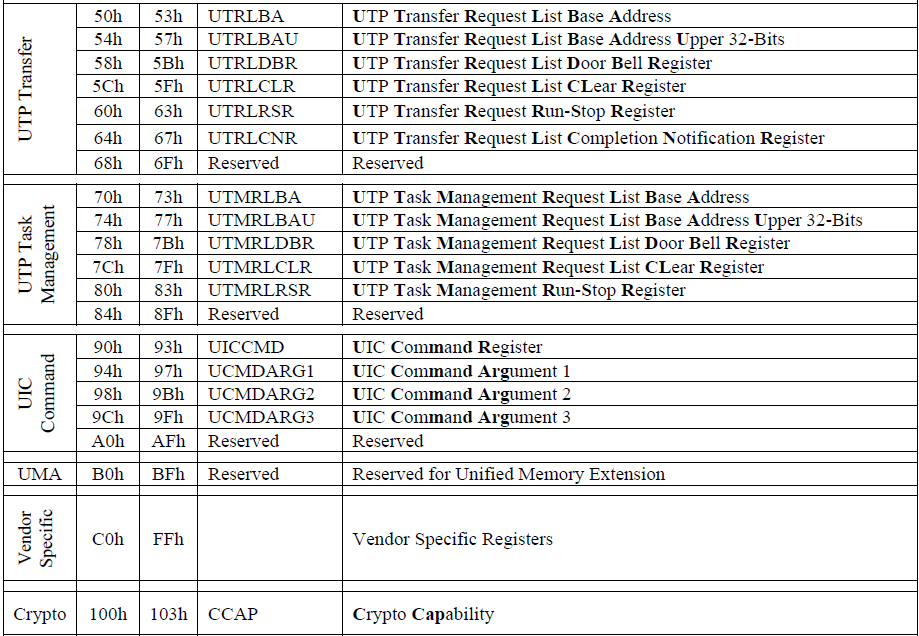 UTP Transfer
50h 53h UTRLBA UTP Transfer Request List Base Address
54h 57h UTRLBAU UTP Transfer Request List Base Address Upper 32-Bits
58h 5Bh UTRLDBR UTP Transfer Request List Door Bell Register
5Ch 5Fh UTRLCLR UTP Transfer Request List CLear Register
60h 63h UTRLRSR UTP Transfer Request Run-Stop Register
64h 67h UTRLCNR UTP Transfer Request List Completion Notification Register
68h 6Fh Reserved Reserved
UTP Task
Management
70h 73h UTMRLBA UTP Task Management Request List Base Address
74h 77h UTMRLBAU UTP Task Management Request List Base Address Upper 32-Bits
78h 7Bh UTMRLDBR UTP Task Management Request List Door Bell Register
7Ch 7Fh UTMRLCLR UTP Task Management Request List CLear Register
80h 83h UTMRLRSR UTP Task Management Run-Stop Register
84h 8Fh Reserved Reserved
UIC
Command
90h 93h UICCMD UIC Command Register
94h 97h UCMDARG1 UIC Command Argument 1
98h 9Bh UCMDARG2 UIC Command Argument 2
9Ch 9Fh UCMDARG3 UIC Command Argument 3
A0h AFh Reserved Reserved
UMA B0h BFh Reserved Reserved for Unified Memory Extension
Vendor
Specific
C0h FFh Vendor Specific Registers
Crypto 100h 103h CCAP Crypto Capability